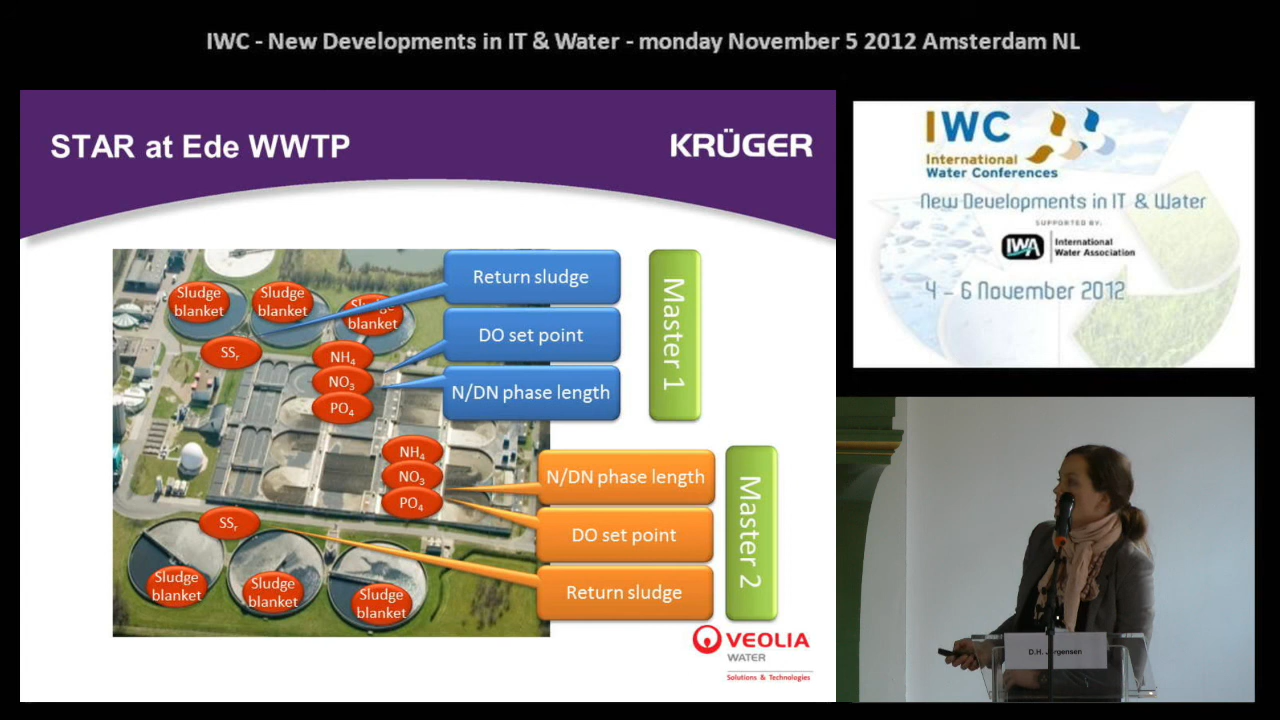 IWC - New Developments in IT & Water - monday November 5 2012 Amsterdam NL
STAR at Ede WWTP
KRÜGER
Return sludge
DO set point
N/DN phase length
Master 1
Sludge
blanket
Sludge
blanket
Sludge
blanket
SSr
NH4
NO3
PO4
NH4
NO3
PO4
SSr
Sludge
blanket
Sludge
blanket
Sludge
blanket
N/DN phase length
DO set point
Return sludge
Master 2
VEOLIA
WATER
Solutions & Technologies
IWC
International
Water Conferences
New Developments in IT & Water
SUPPORTED BY:
IWA
International
Water Association
4 - 6 November 2012
D.H. Jørgensen